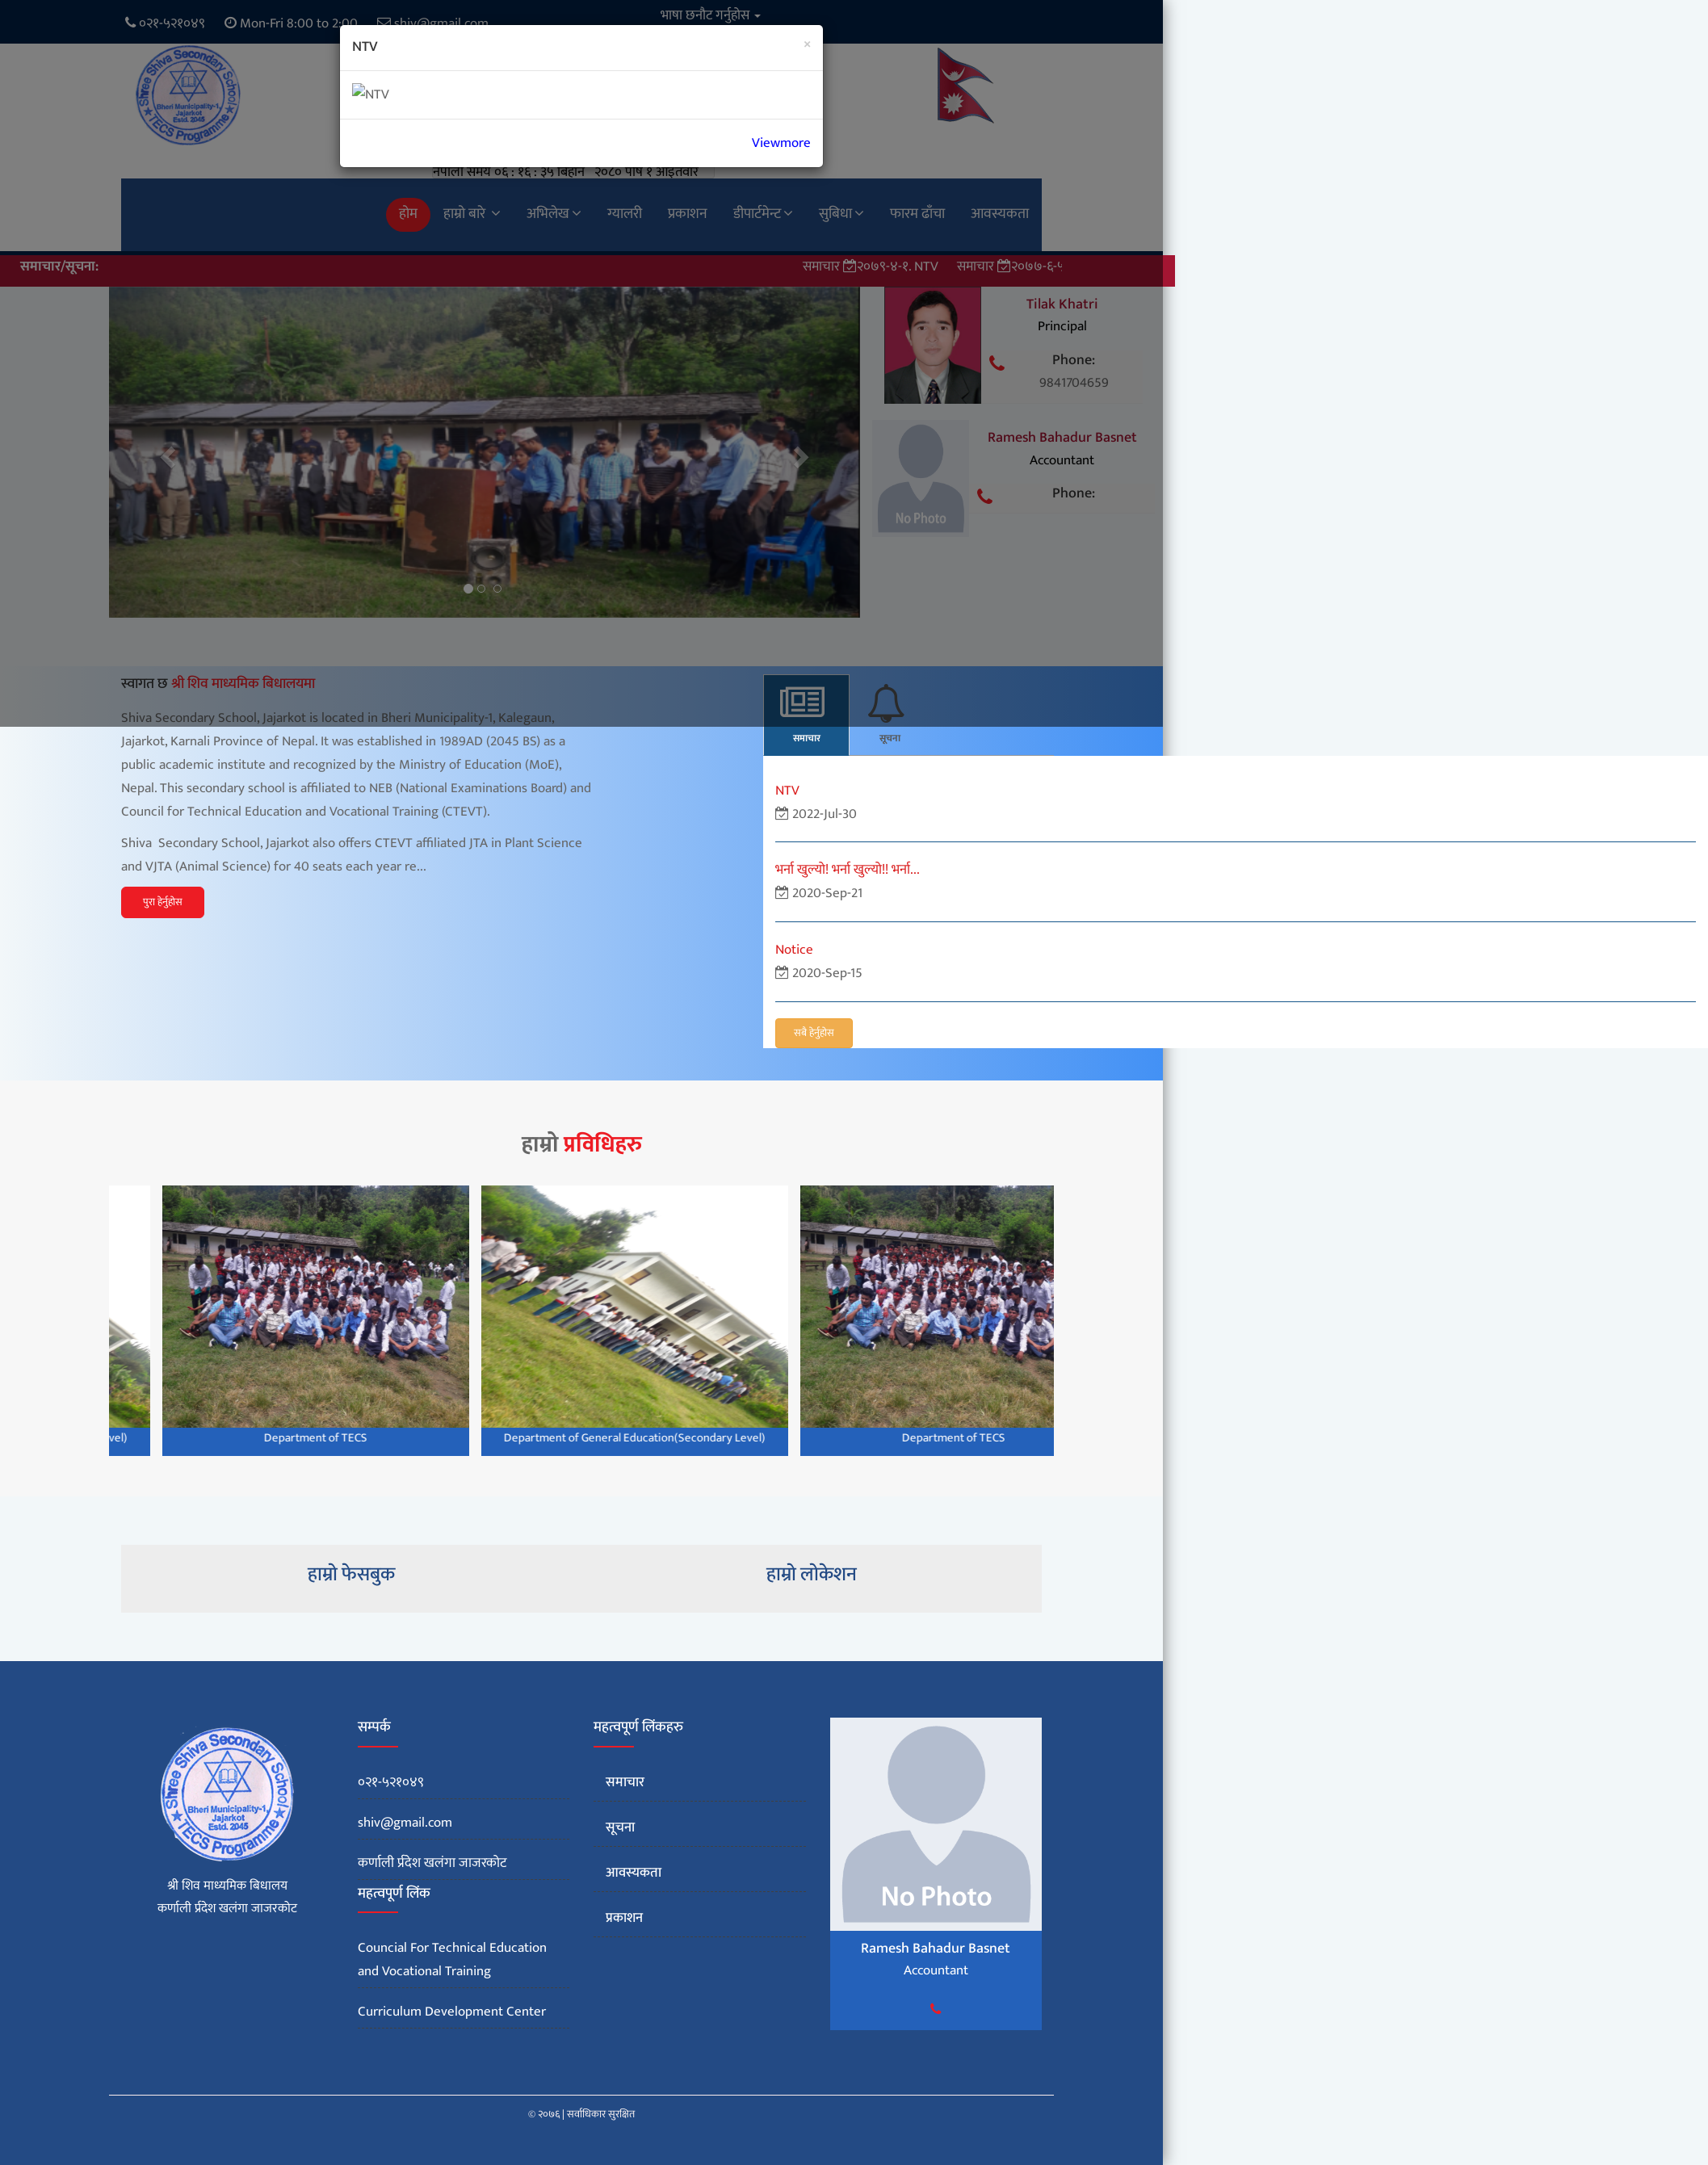 ०२१-५२१०४९ Mon-Fri 8:00 to 2:00 shiv@gmail.com
भाषा छनौट गर्नुहोस
NTV ×
NTV
Viewmore
Shree Shiva Secondary School
Bheri Municipality-1,
Jajarkot
Estd. 2045
TECS Programme
नेपाली समय ०६ : १६ : ३५ बिहान २०८० पौष १ आइतवार
होम हाम्रो बारे अभिलेख ग्यालरी प्रकाशन डीपार्टमेन्ट सुबिधा फारम ढाँचा आवस्यकता
समाचार/सूचना: समाचार २०७९-४-१. NTV समाचार २०७७-६-५
Tilak Khatri
Principal
Phone:
9841704659
Ramesh Bahadur Basnet
Accountant
Phone:
No Photo
स्वागत छ श्री शिव माध्यमिक बिधालयमा
Shiva Secondary School, Jajarkot is located in Bheri Municipality-1, Kalegaun,
Jajarkot, Karnali Province of Nepal. It was established in 1989AD (2045 BS) as a
public academic institute and recognized by the Ministry of Education (MoE),
Nepal. This secondary school is affiliated to NEB (National Examinations Board) and
Council for Technical Education and Vocational Training (CTEVT).
Shiva Secondary School, Jajarkot also offers CTEVT affiliated JTA in Plant Science
and VJTA (Animal Science) for 40 seats each year re...
पुरा हेर्नुहोस
समाचार सूचना
NTV
2022-Jul-30
भर्ना खुल्यो! भर्ना खुल्यो!! भर्ना...
2020-Sep-21
Notice
2020-Sep-15
सबै हेर्नुहोस
हाम्रो प्रविधिहरु
vel) Department of TECS Department of General Education(Secondary Level) Department of TECS
हाम्रो फेसबुक हाम्रो लोकेशन
Shree Shiva Secondary School
Bheri Municipality-1,
Jajarkot
Estd. 2045
TECS Programme
श्री शिव माध्यमिक बिधालय
कर्णाली प्रदेश खलंगा जाजरकोट
सम्पर्क
०२१-५२१०४९
shiv@gmail.com
कर्णाली प्रदेश खलंगा जाजरकोट
महत्वपूर्ण लिंक
Councial For Technical Education
and Vocational Training
Curriculum Development Center
महत्वपूर्ण लिंकहरु
समाचार
सूचना
आवस्यकता
प्रकाशन
No Photo
Ramesh Bahadur Basnet
Accountant
© २०७६ | सर्वाधिकार सुरक्षित